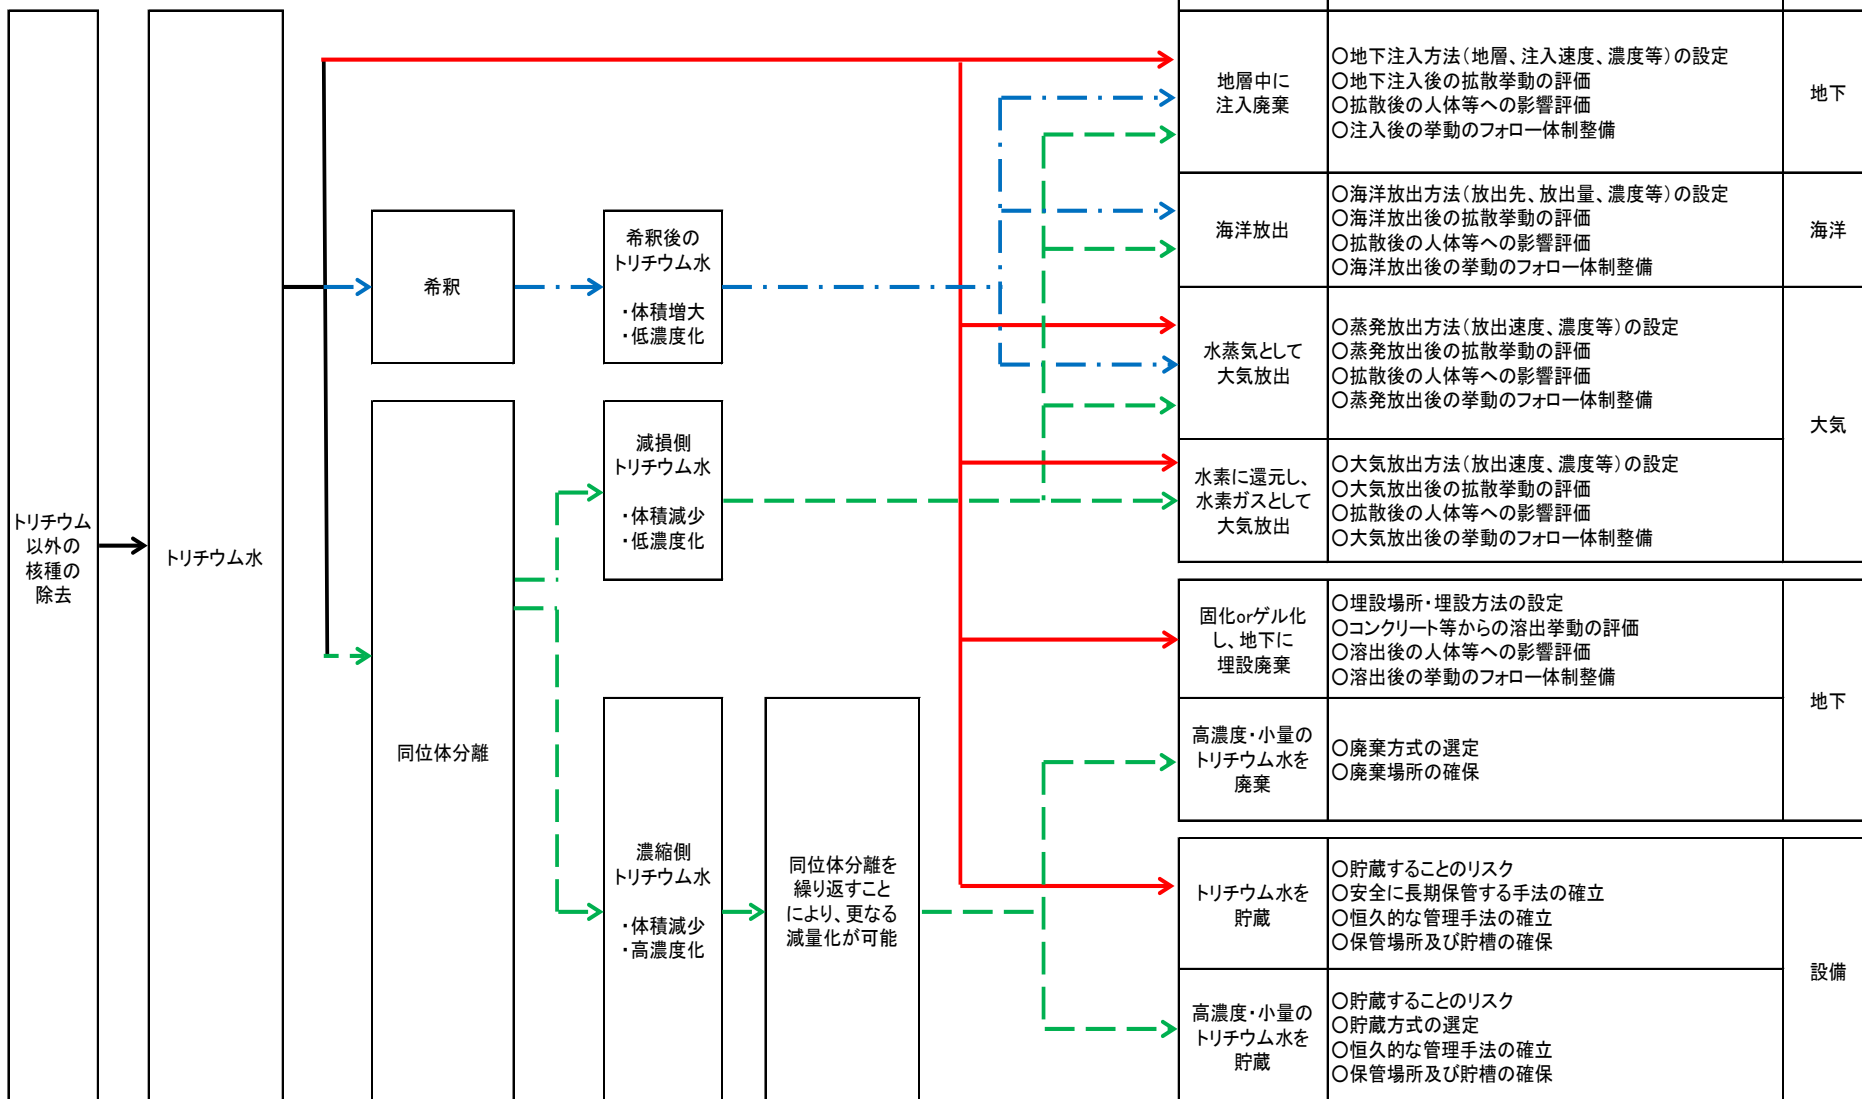 トリチウム
以外の
核種の
除去
トリチウム水
希釈
希釈後の
トリチウム水
・体積増大
・低濃度化
同位体分離
減損側
トリチウム水
・体積減少
・低濃度化
濃縮側
トリチウム水
・体積減少
・高濃度化
同位体分離を
繰り返すこと
により、更なる
減量化が可能
地層中に
注入廃棄
〇地下注入方法（地層、注入速度、濃度等）の設定
〇地下注入後の拡散挙動の評価
〇拡散後の人体等への影響評価
〇注入後の挙動のフォロー体制整備
地下
海洋放出
〇海洋放出方法（放出先、放出量、濃度等）の設定
〇海洋放出後の拡散挙動の評価
〇拡散後の人体等への影響評価
〇海洋放出後の挙動のフォロー体制整備
海洋
水蒸気として
大気放出
〇蒸発放出方法（放出速度、濃度等）の設定
〇蒸発放出後の拡散挙動の評価
〇拡散後の人体等への影響評価
〇蒸発放出後の挙動のフォロー体制整備
大気
水素に還元し、
水素ガスとして
大気放出
〇大気放出方法（放出速度、濃度等）の設定
〇大気放出後の拡散挙動の評価
〇拡散後の人体等への影響評価
〇大気放出後の挙動のフォロー体制整備
固化orゲル化
し、地下に
埋設廃棄
〇埋設場所・埋設方法の設定
〇コンクリート等からの溶出挙動の評価
〇溶出後の人体等への影響評価
〇溶出後の挙動のフォロー体制整備
地下
高濃度・小量の
トリチウム水を
廃棄
〇廃棄方式の選定
〇廃棄場所の確保
トリチウム水を
貯蔵
〇貯蔵することのリスク
〇安全に長期保管する手法の確立
〇恒久的な管理手法の確立
〇保管場所及び貯槽の確保
設備
高濃度・小量の
トリチウム水を
貯蔵
〇貯蔵することのリスク
〇貯蔵方式の選定
〇恒久的な管理手法の確立
〇保管場所及び貯槽の確保